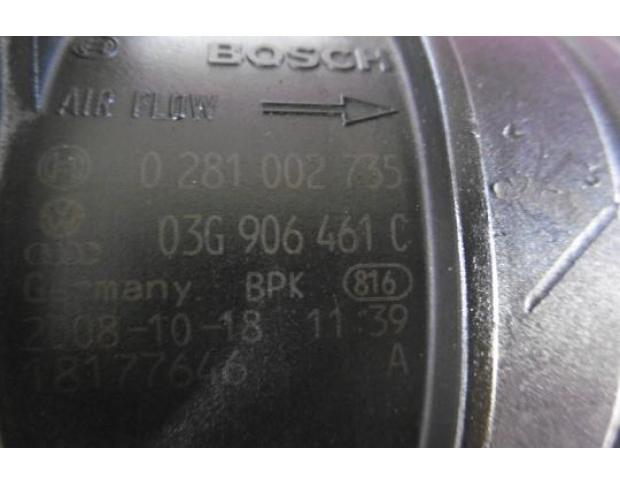 BOSCH
AIR FLOW
0 281 002 735
03G 906 461 C
Germany BPK 816
2008-10-18 11:39
18177646 A